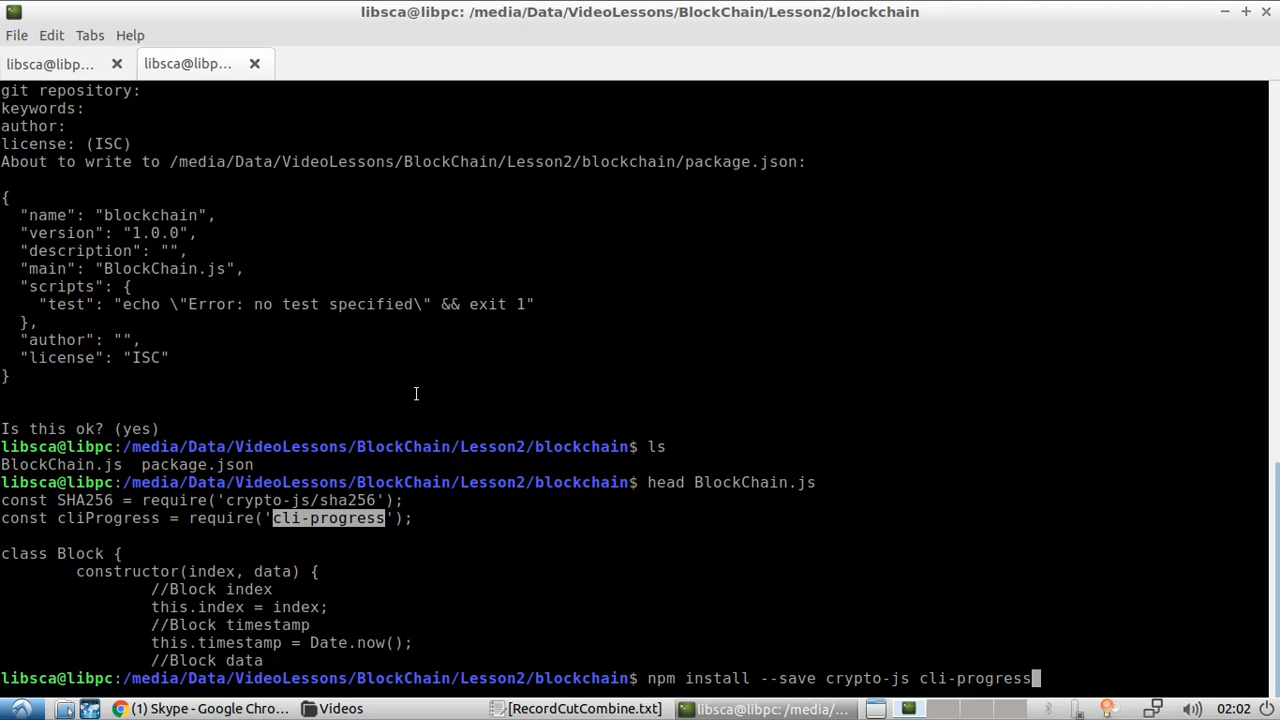 libsca@libpc: /media/Data/VideoLessons/BlockChain/Lesson2/blockchain
File Edit Tabs Help
libsca@libp... libsca@libp...
git repository:
keywords:
author:
license: (ISC)
About to write to /media/Data/VideoLessons/BlockChain/Lesson2/blockchain/package.json:
{
  "name": "blockchain",
  "version": "1.0.0",
  "description": "",
  "main": "BlockChain.js",
  "scripts": {
    "test": "echo \"Error: no test specified\" && exit 1"
  },
  "author": "",
  "license": "ISC"
}
Is this ok? (yes)
libsca@libpc:/media/Data/VideoLessons/BlockChain/Lesson2/blockchain$ ls
BlockChain.js  package.json
libsca@libpc:/media/Data/VideoLessons/BlockChain/Lesson2/blockchain$ head BlockChain.js
const SHA256 = require('crypto-js/sha256');
const cliProgress = require('cli-progress');
class Block {
        constructor(index, data) {
                //Block index
                this.index = index;
                //Block timestamp
                this.timestamp = Date.now();
                //Block data
libsca@libpc:/media/Data/VideoLessons/BlockChain/Lesson2/blockchain$ npm install --save crypto-js cli-progress
(1) Skype - Google Chro... Videos [RecordCutCombine.txt] libsca@libpc: /media/... 02:02